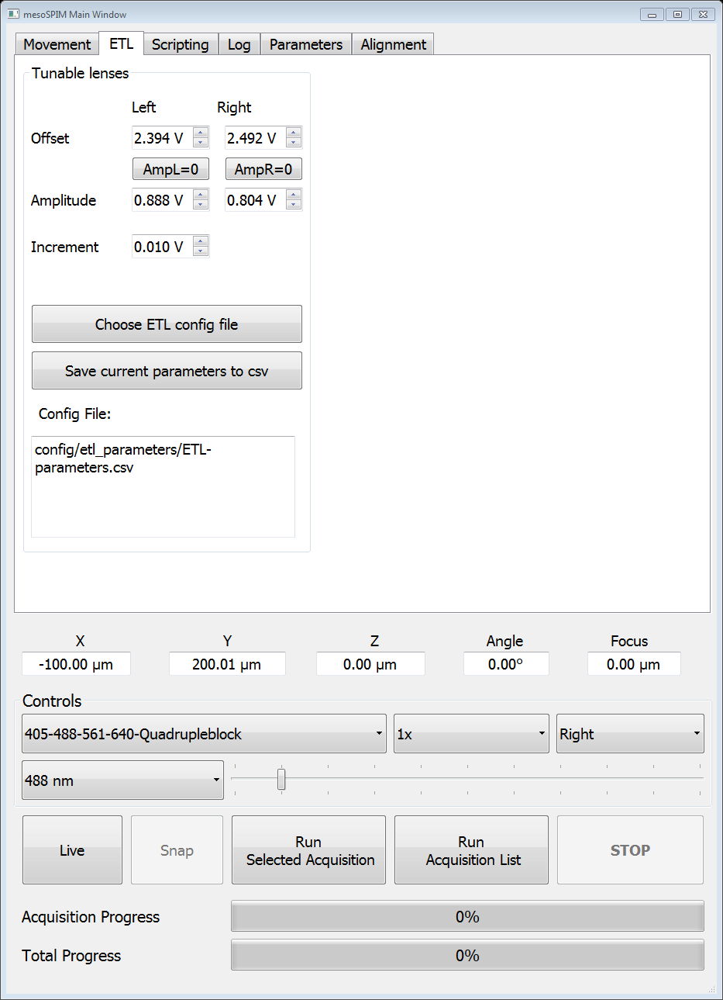 mesoSPIM Main Window
Movement ETL Scripting Log Parameters Alignment
Tunable lenses
Left Right
Offset 2.394 V 2.492 V
AmpL=0 AmpR=0
Amplitude 0.888 V 0.804 V
Increment 0.010 V
Choose ETL config file
Save current parameters to csv
Config File:
config/etl_parameters/ETL-
parameters.csv
X Y Z Angle Focus
-100.00 µm 200.01 µm 0.00 µm 0.00° 0.00 µm
Controls
405-488-561-640-Quadrupleblock 1x Right
488 nm
Live Snap Run Selected Acquisition Run Acquisition List STOP
Acquisition Progress 0%
Total Progress 0%